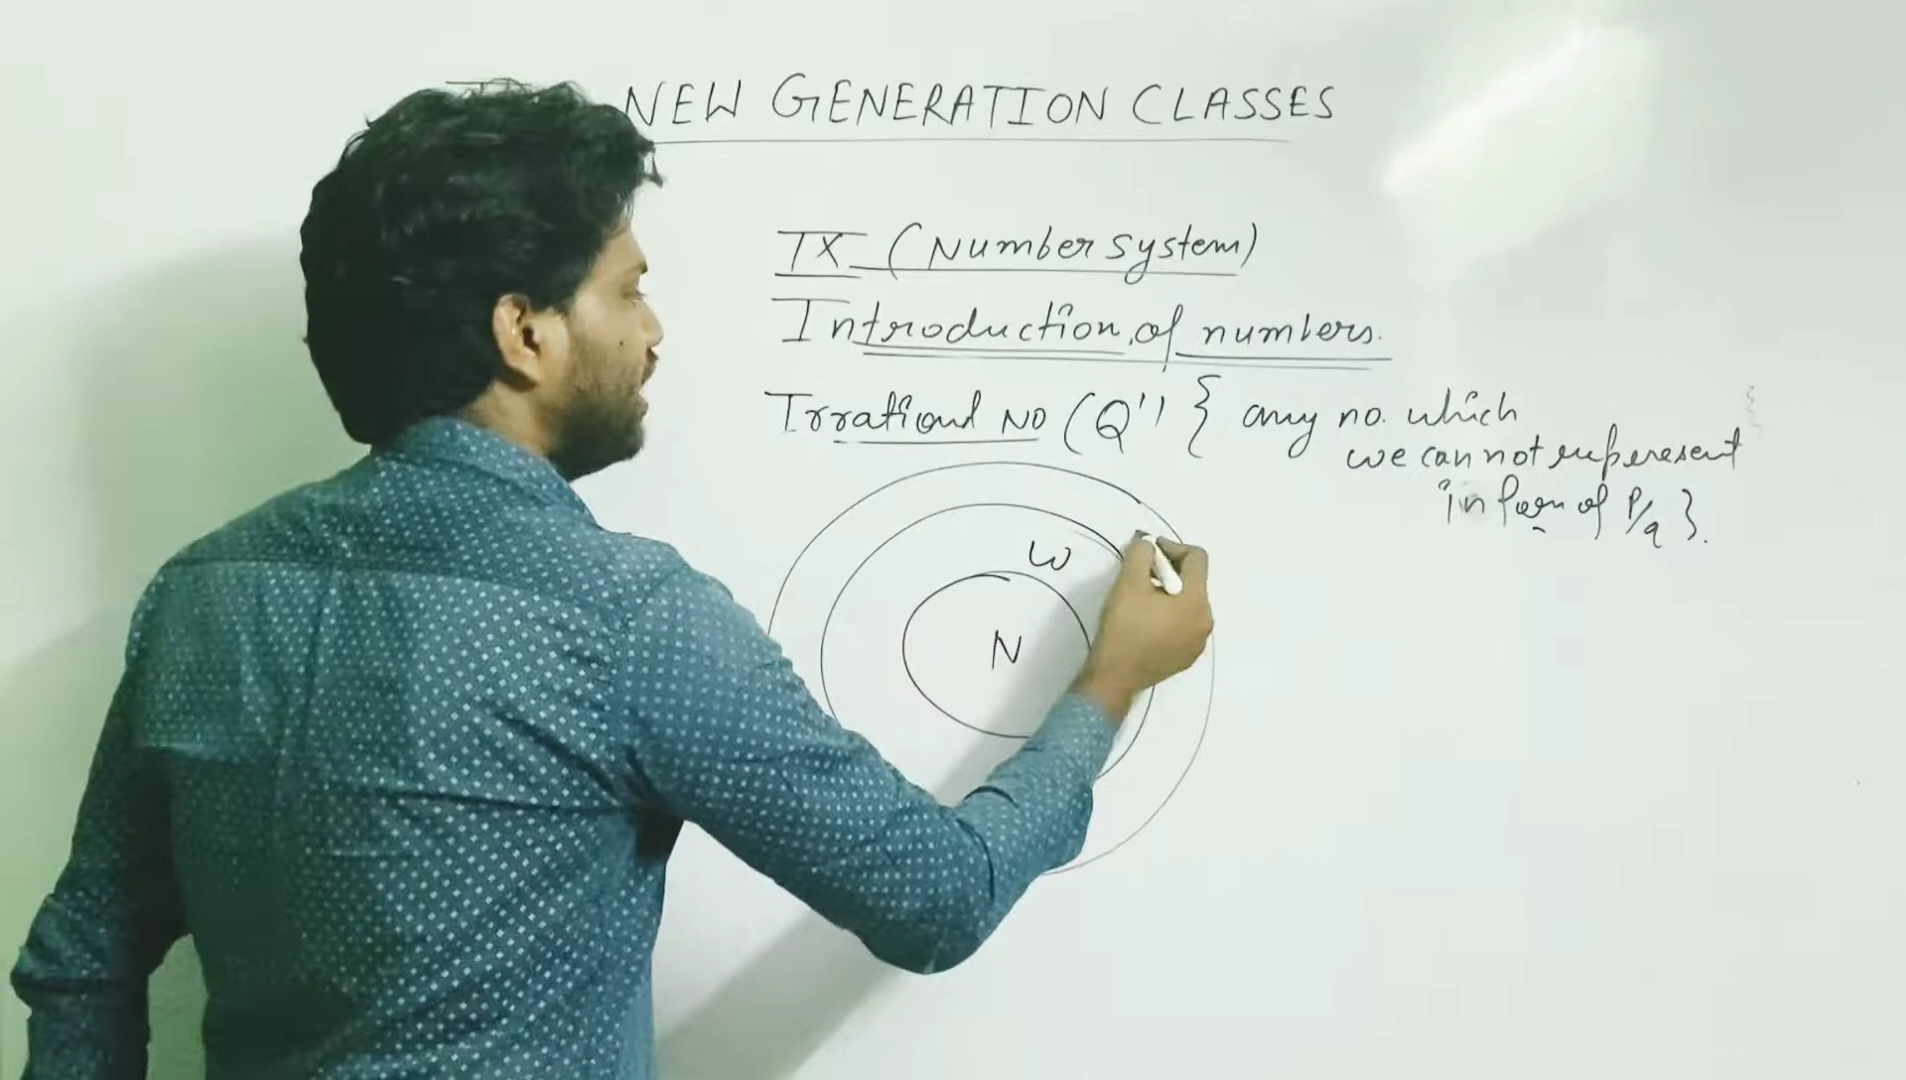 NEW GENERATION CLASSES
IX (Number system)
Introduction of numbers.
Irrational NO (Q') { any no. which
we can not represent
in form of P/q }.
W
N